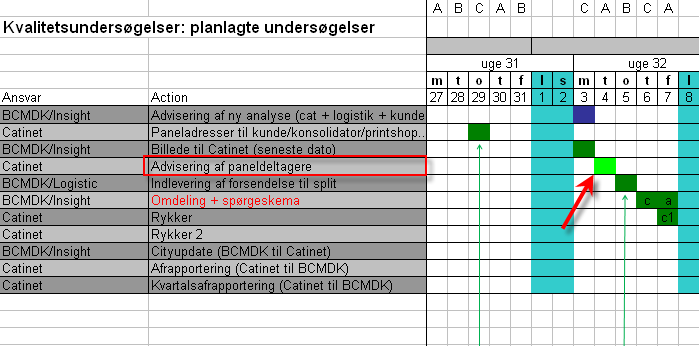 A B C A B C A B C F A
Kvalitetsundersøgelser: planlagte undersøgelser
uge 31 uge 32
m t o t f l s m t o t f l
Ansvar Action 27 28 29 30 31 1 2 3 4 5 6 7 8
BCMDK/Insight Advisering af ny analyse (cat + logistik + kunde
Catinet Paneladresser til kunde/konsolidator/printshop...
BCMDK/Insight Billede til Catinet (seneste dato)
Catinet Advisering af paneldeltagere
BCMDK/Logistic Indlevering af forsendelse til split
BCMDK/Insight Omdeling + spørgeskema c a
Catinet Rykker c1
Catinet Rykker 2
BCMDK/Insight Cityupdate (BCMDK til Catinet)
Catinet Afrapportering (Catinet til BCMDK)
Catinet Kvartalsafrapportering (Catinet til BCMDK)